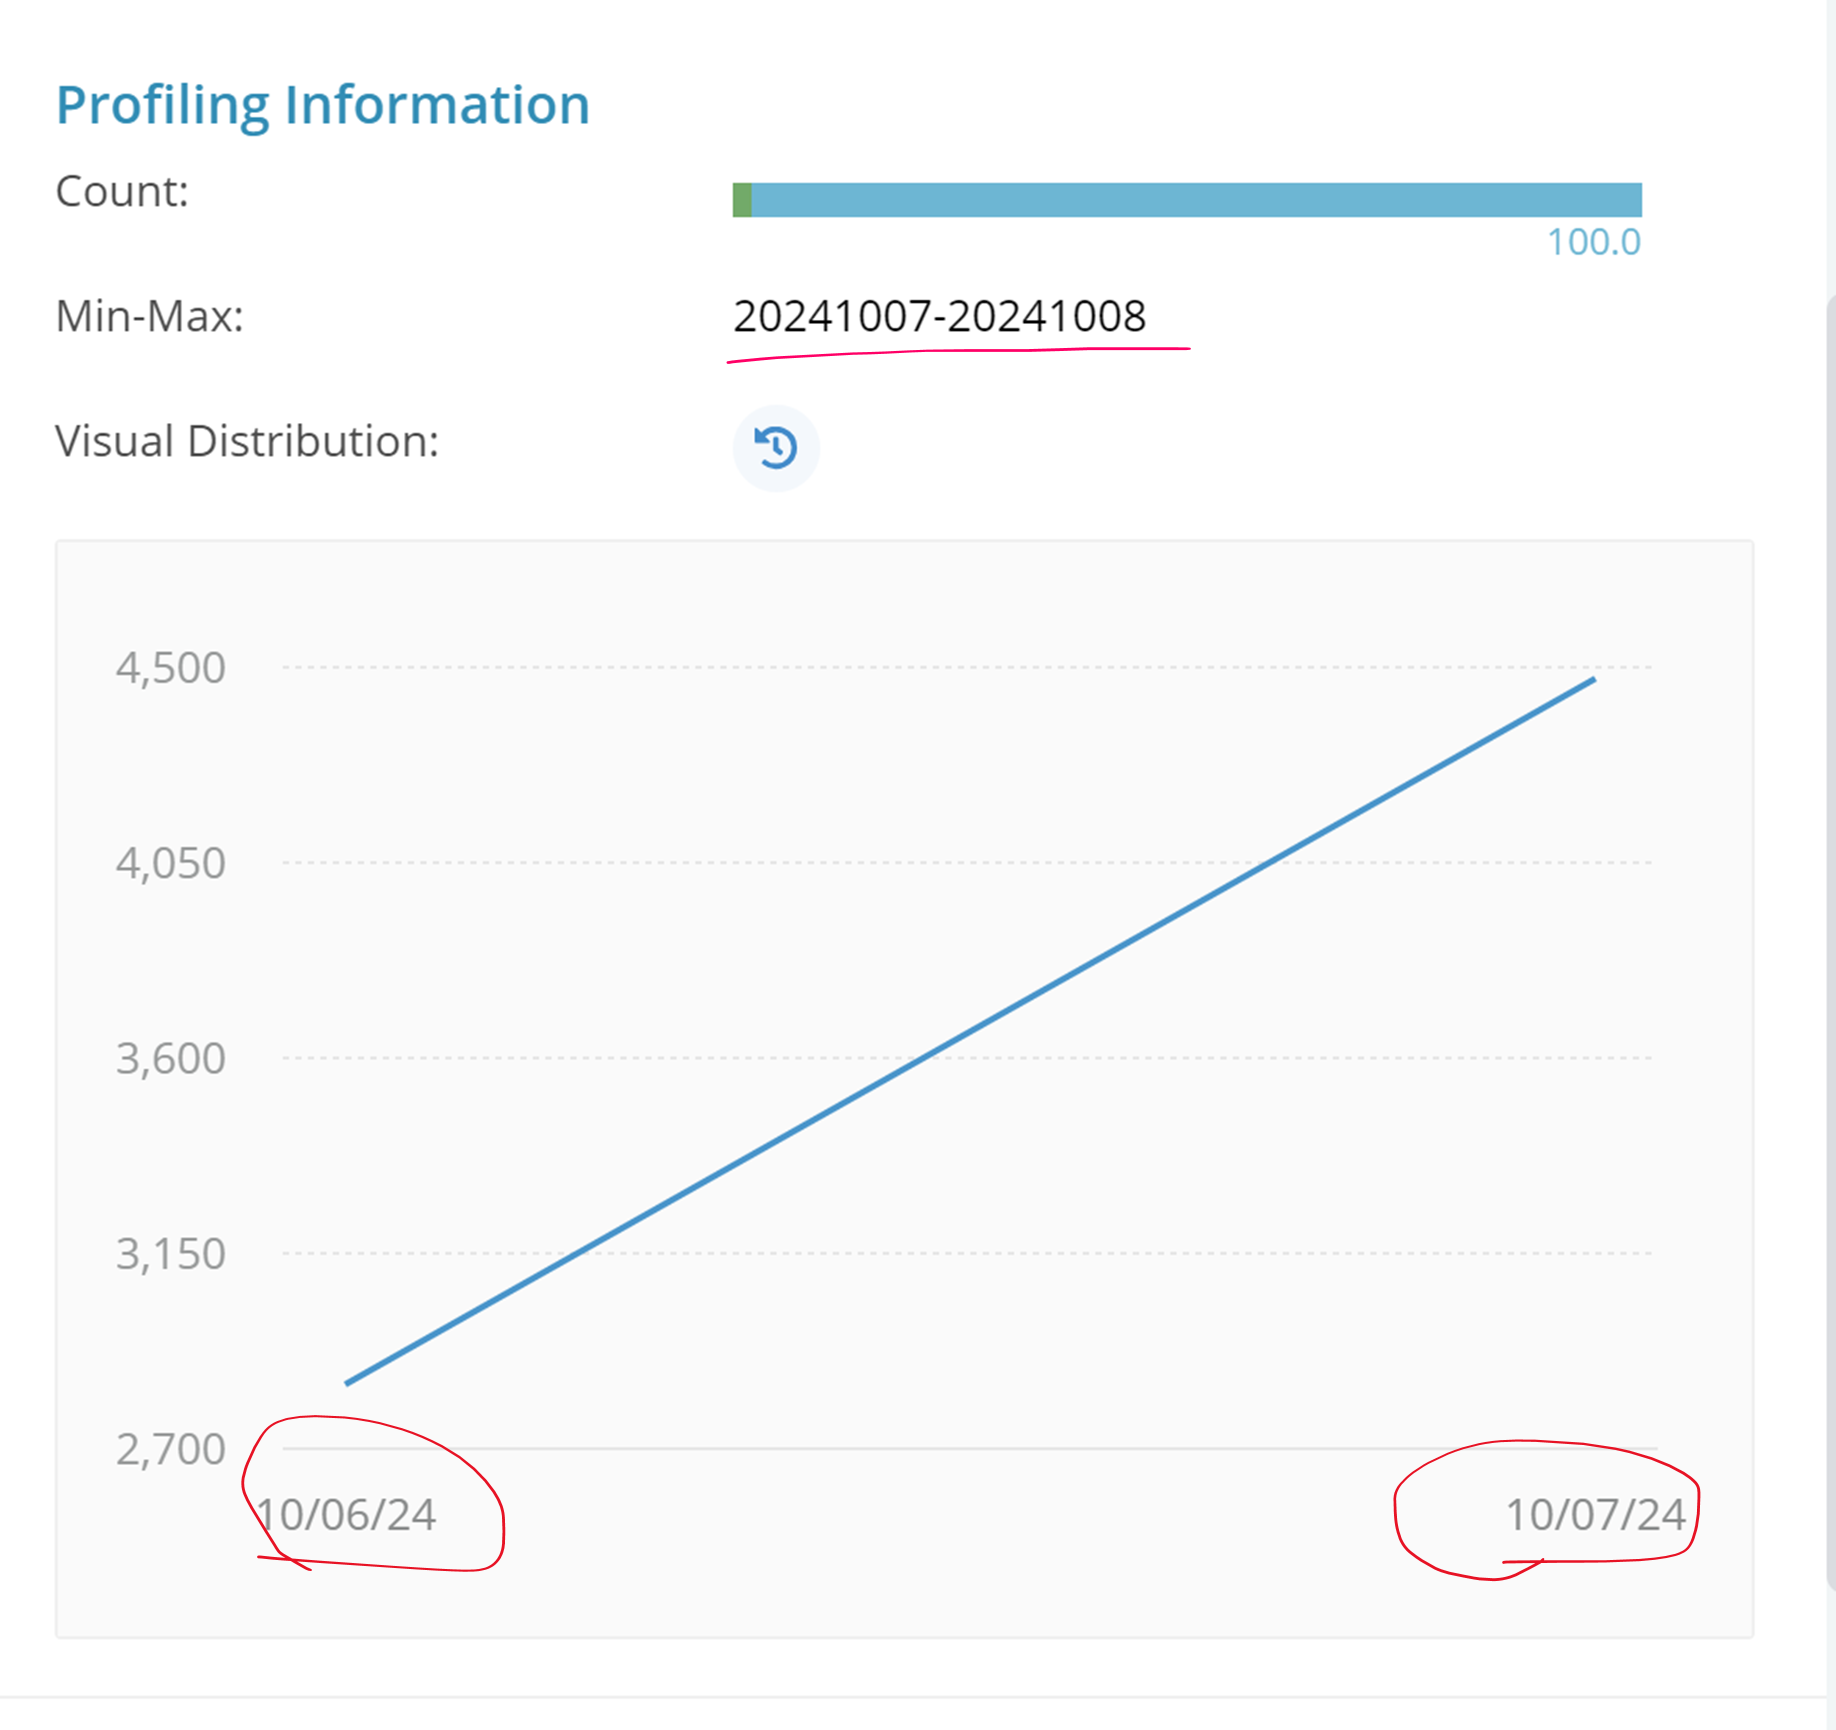 Profiling Information
Count:
100.0
Min-Max: 20241007-20241008
Visual Distribution:
4,500
4,050
3,600
3,150
2,700
10/06/24 10/07/24